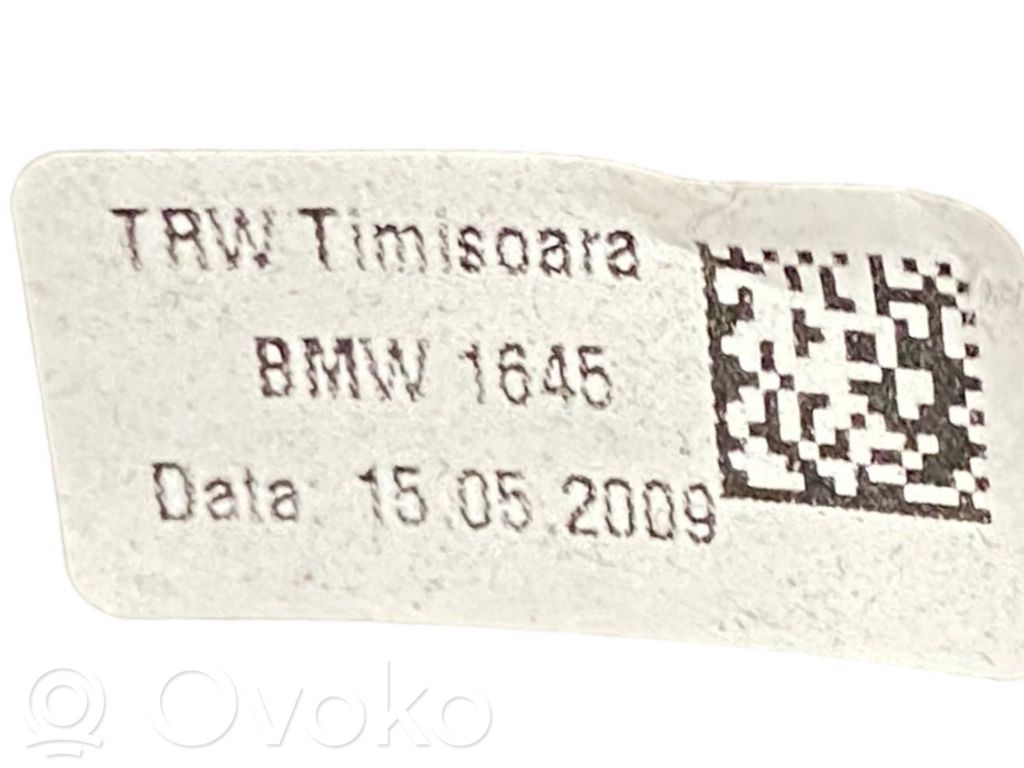 TRW Timisoara
BMW 1645
Data: 15.05.2009
Ovoko